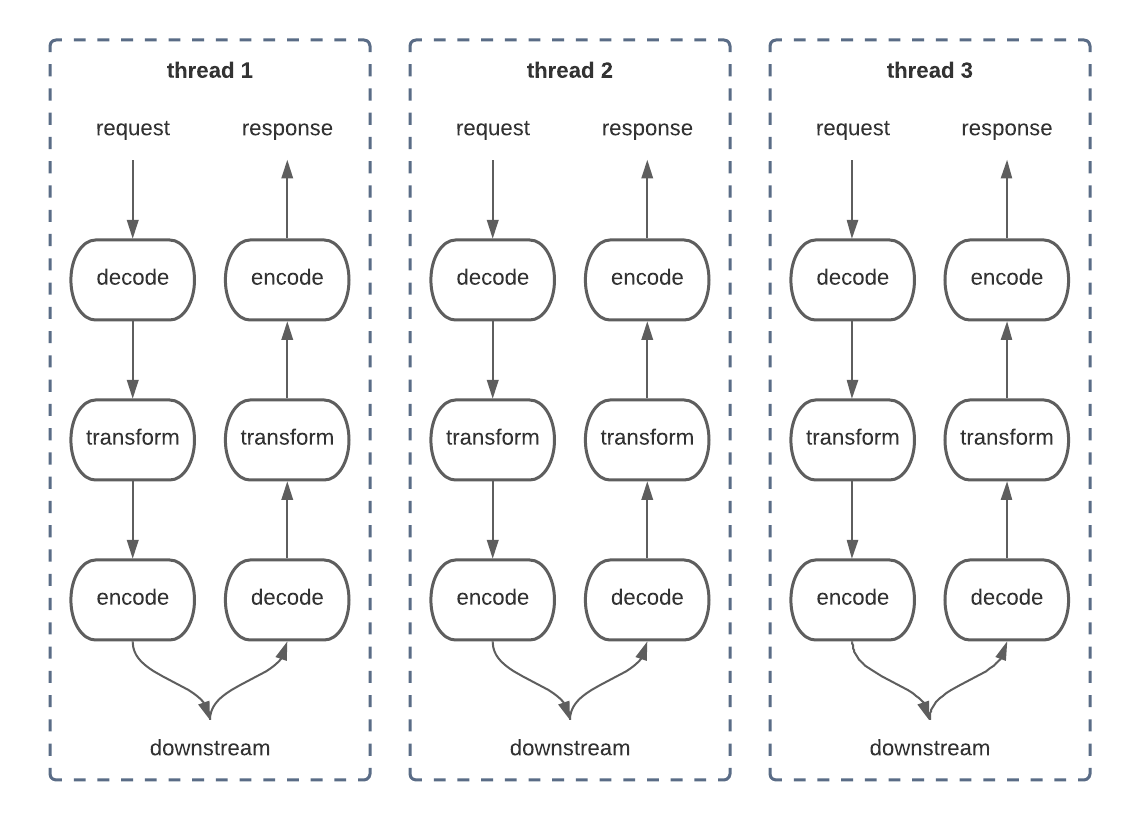 thread 1
request
response
decode
encode
transform
transform
encode
decode
downstream
thread 2
request
response
decode
encode
transform
transform
encode
decode
downstream
thread 3
request
response
decode
encode
transform
transform
encode
decode
downstream